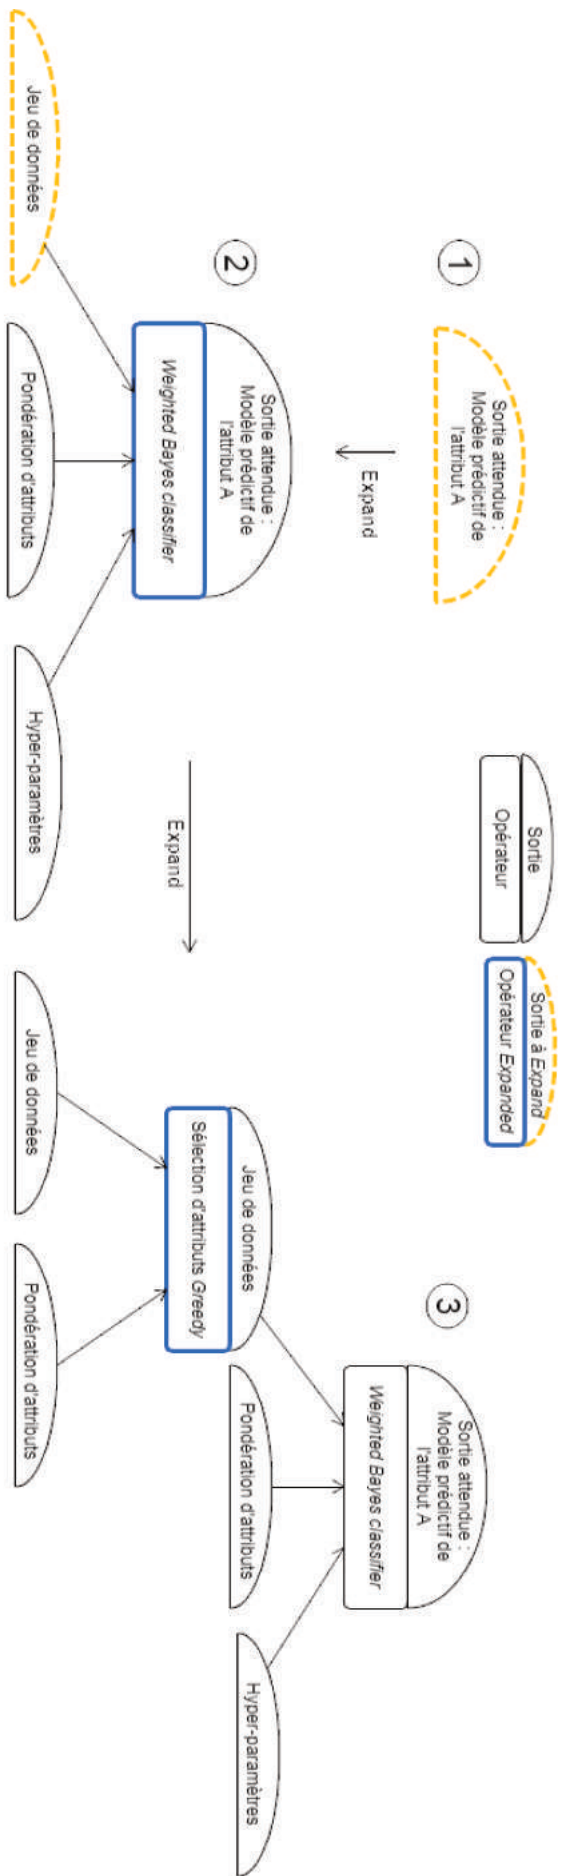 Sortie
Opérateur
Sortie à Expand
Opérateur Expanded
1
Sortie attendue :
Modèle prédictif de
l'attribut A
Expand
2
Sortie attendue :
Modèle prédictif de
l'attribut A
Weighted Bayes classifier
Jeu de données
Pondération d'attributs
Hyper-paramètres
Expand
3
Sortie attendue :
Modèle prédictif de
l'attribut A
Weighted Bayes classifier
Jeu de données
Sélection d'attributs Greedy
Pondération d'attributs
Hyper-paramètres
Jeu de données
Pondération d'attributs